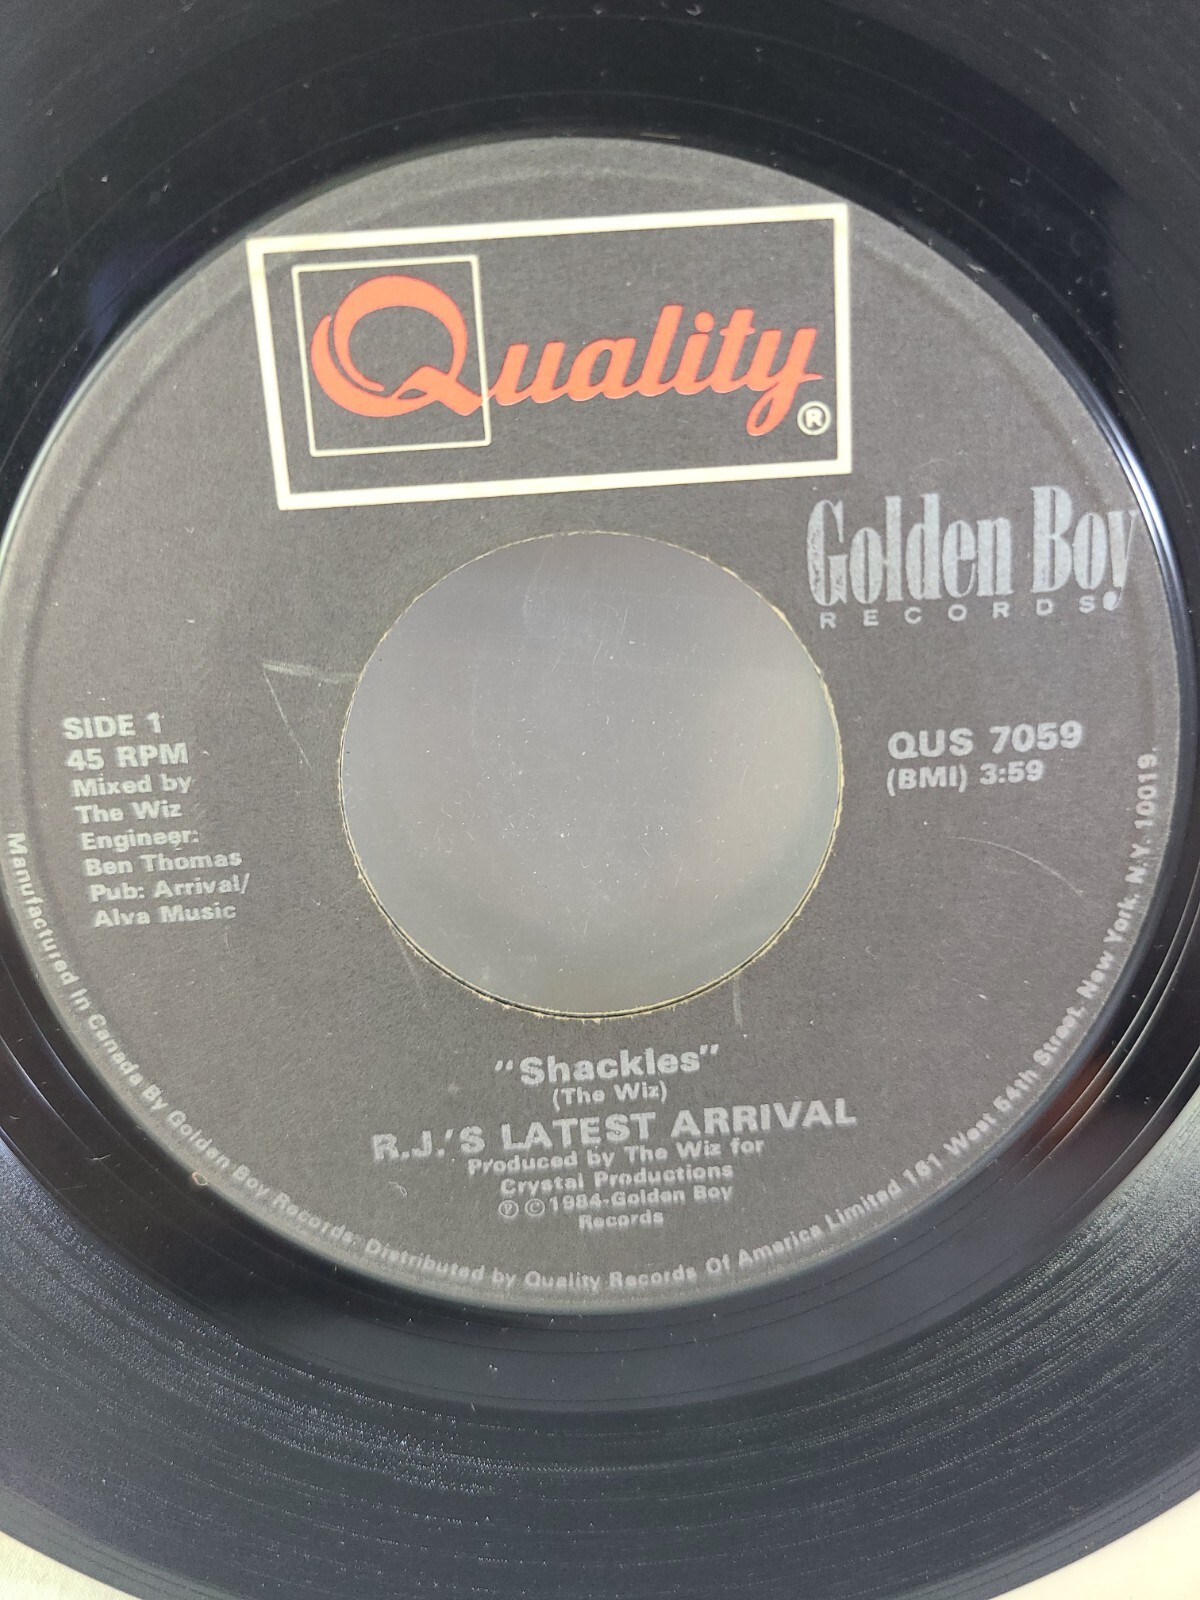 Quality
®
Golden Boy
RECORDS
SIDE 1
45 RPM
Mixed by
The Wiz
Engineer:
Ben Thomas
Pub: Arrival/
Alva Music
QUS 7059
(BMI) 3:59
"Shackles"
(The Wiz)
R.J.'S LATEST ARRIVAL
Produced by The Wiz for
Crystal Productions
℗ © 1984-Golden Boy
Records
Manufactured In Canada By Golden Boy Records. Distributed by Quality Records Of America Limited 161 West 54th Street, New York, N.Y. 10019.